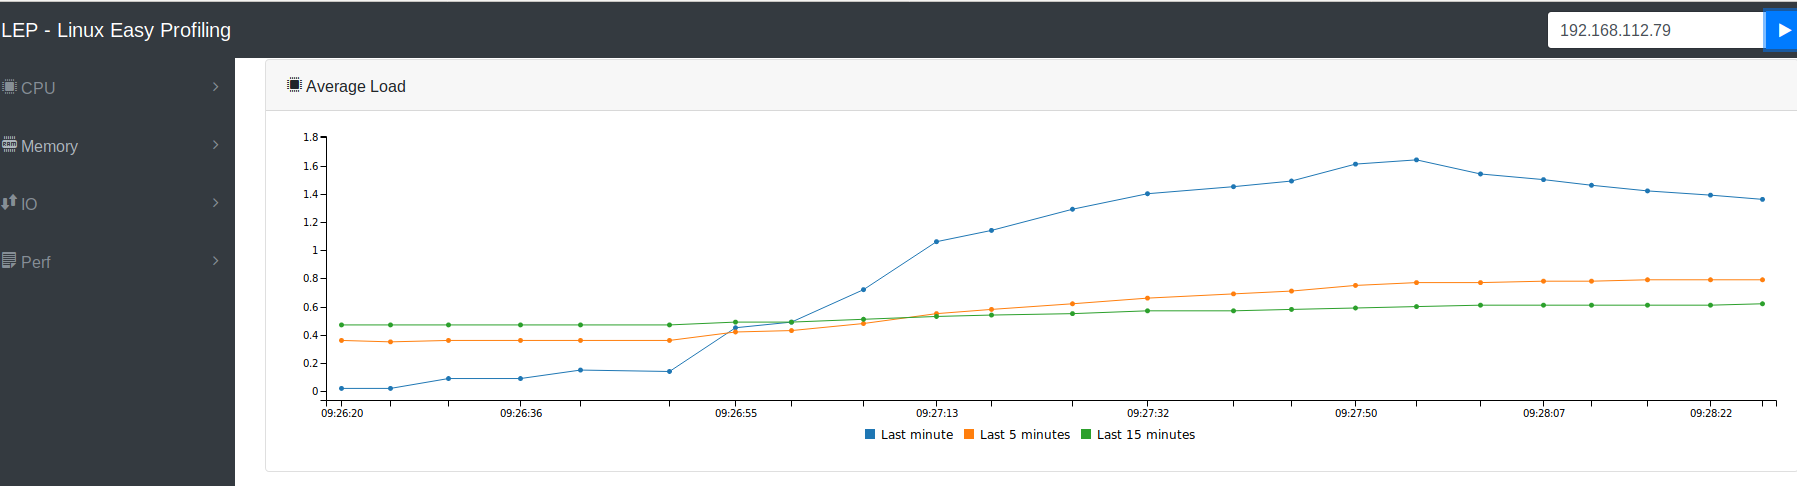 LEP - Linux Easy Profiling
192.168.112.79
CPU
Memory
IO
Perf
Average Load
1.8
1.6
1.4
1.2
1
0.8
0.6
0.4
0.2
0
09:26:20 09:26:36 09:26:55 09:27:13 09:27:32 09:27:50 09:28:07 09:28:22
Last minute Last 5 minutes Last 15 minutes